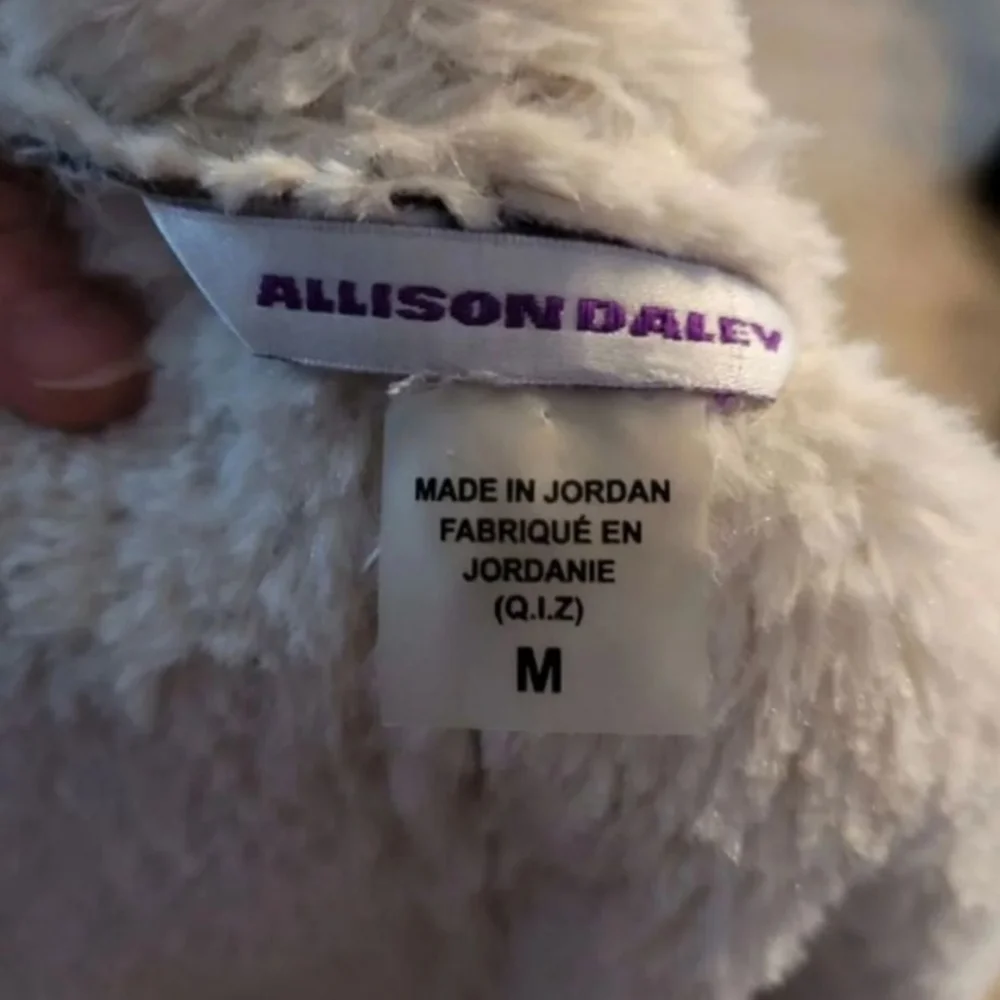 ALLISON DALEY
MADE IN JORDAN
FABRIQUÉ EN
JORDANIE
(Q.I.Z)
M